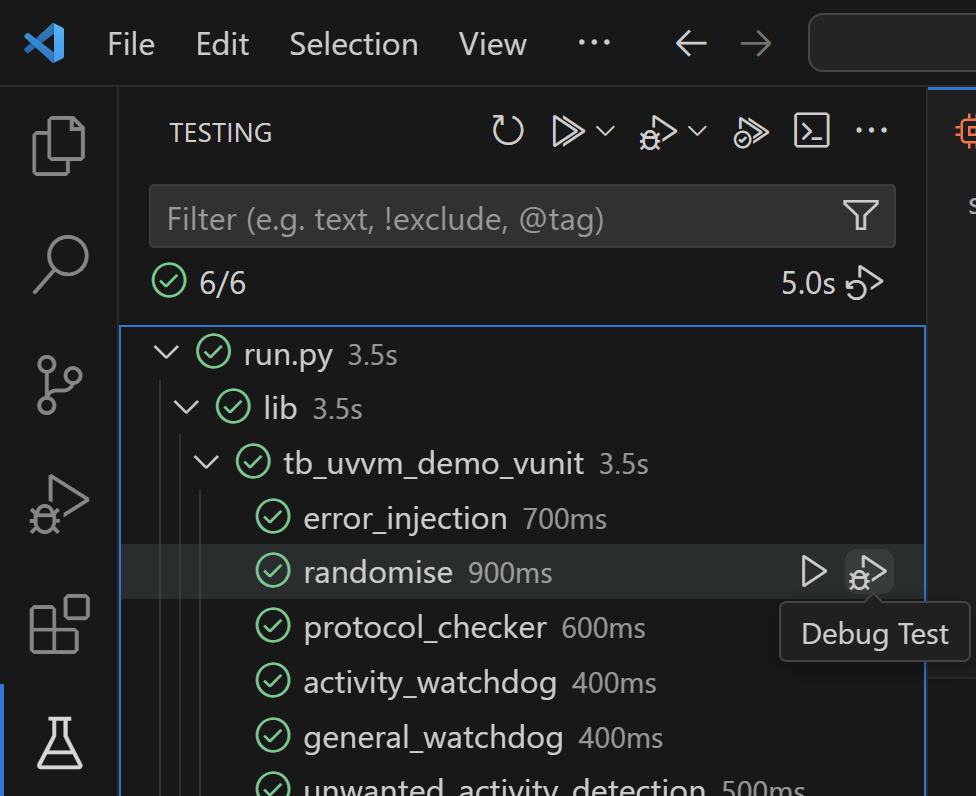 File Edit Selection View ...
TESTING
Filter (e.g. text, !exclude, @tag)
6/6 5.0s
run.py 3.5s
lib 3.5s
tb_uvvm_demo_vunit 3.5s
error_injection 700ms
randomise 900ms
protocol_checker 600ms
Debug Test
activity_watchdog 400ms
general_watchdog 400ms
unwanted_activity_detection 500ms